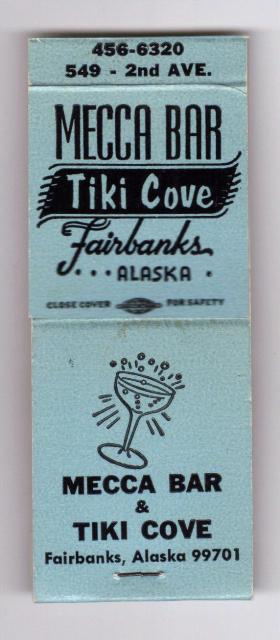 456-6320
549 - 2nd AVE.
MECCA BAR
Tiki Cove
Fairbanks
... ALASKA .
CLOSE COVER FOR SAFETY
MECCA BAR
&
TIKI COVE
Fairbanks, Alaska 99701